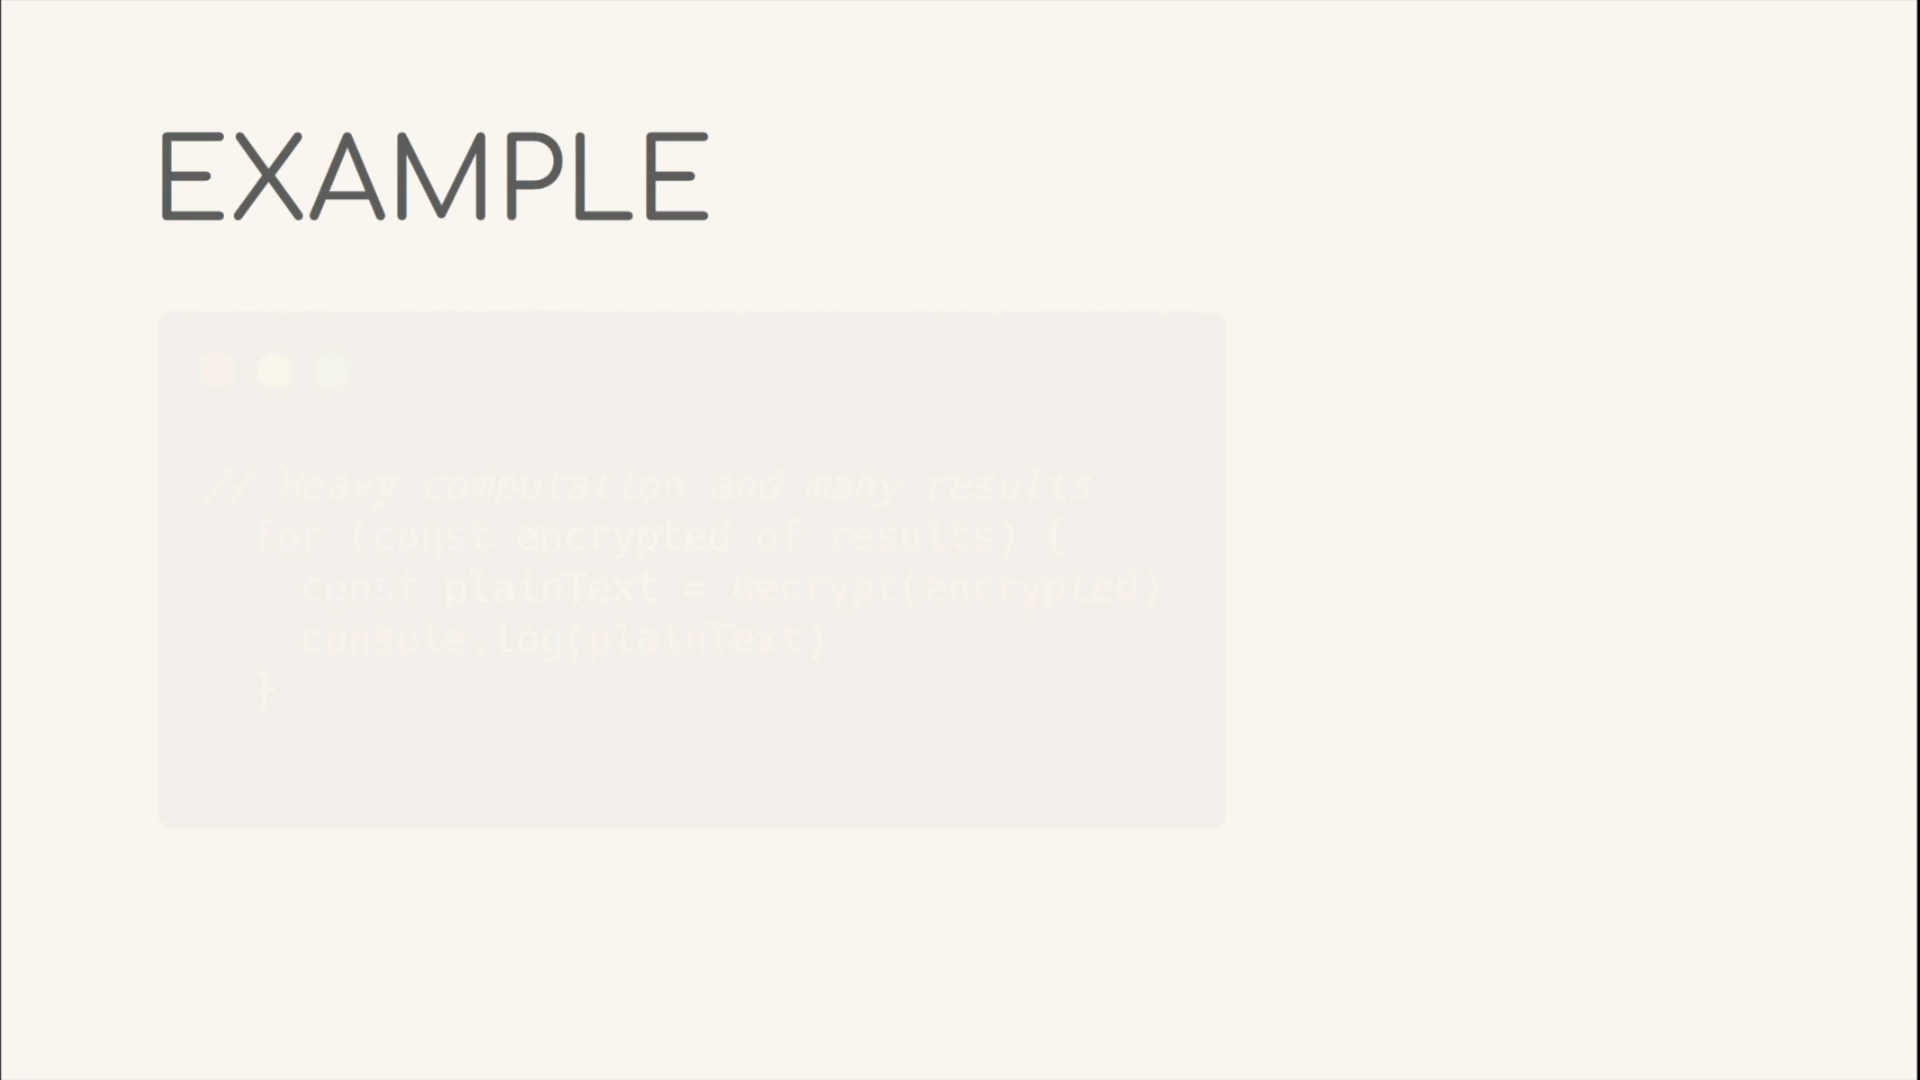 EXAMPLE
// Heavy computation and many results
for (const encrypted of results) {
const plainText = decrypt(encrypted)
console.log(plainText)
}